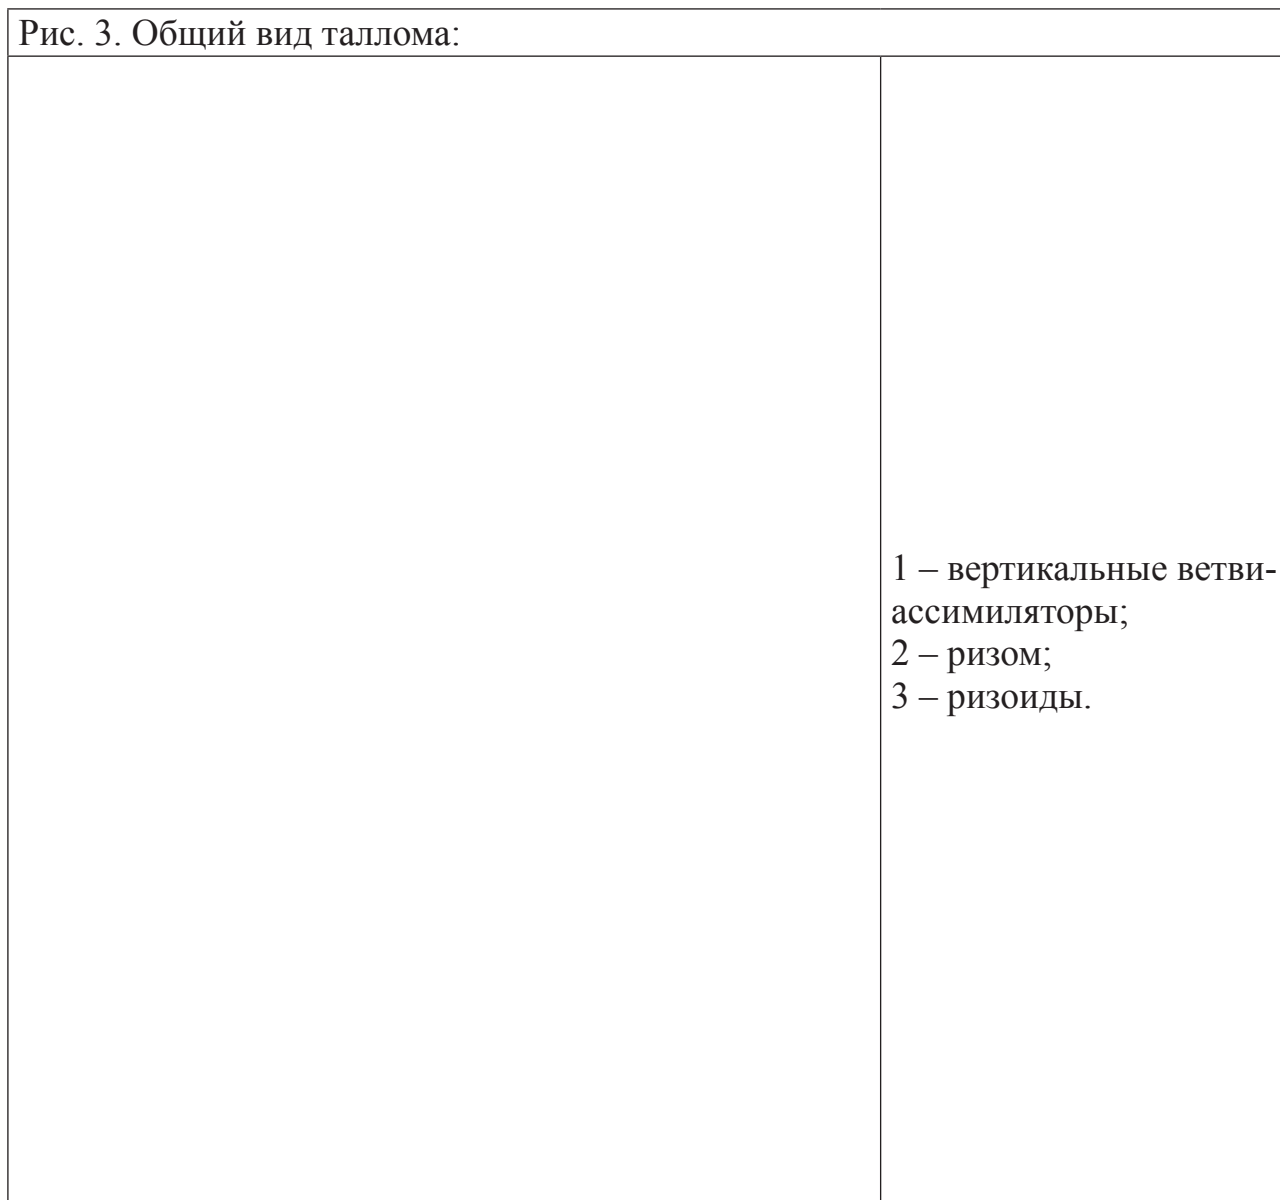 Рис. 3. Общий вид таллома:
1 – вертикальные ветви-
ассимиляторы;
2 – ризом;
3 – ризоиды.